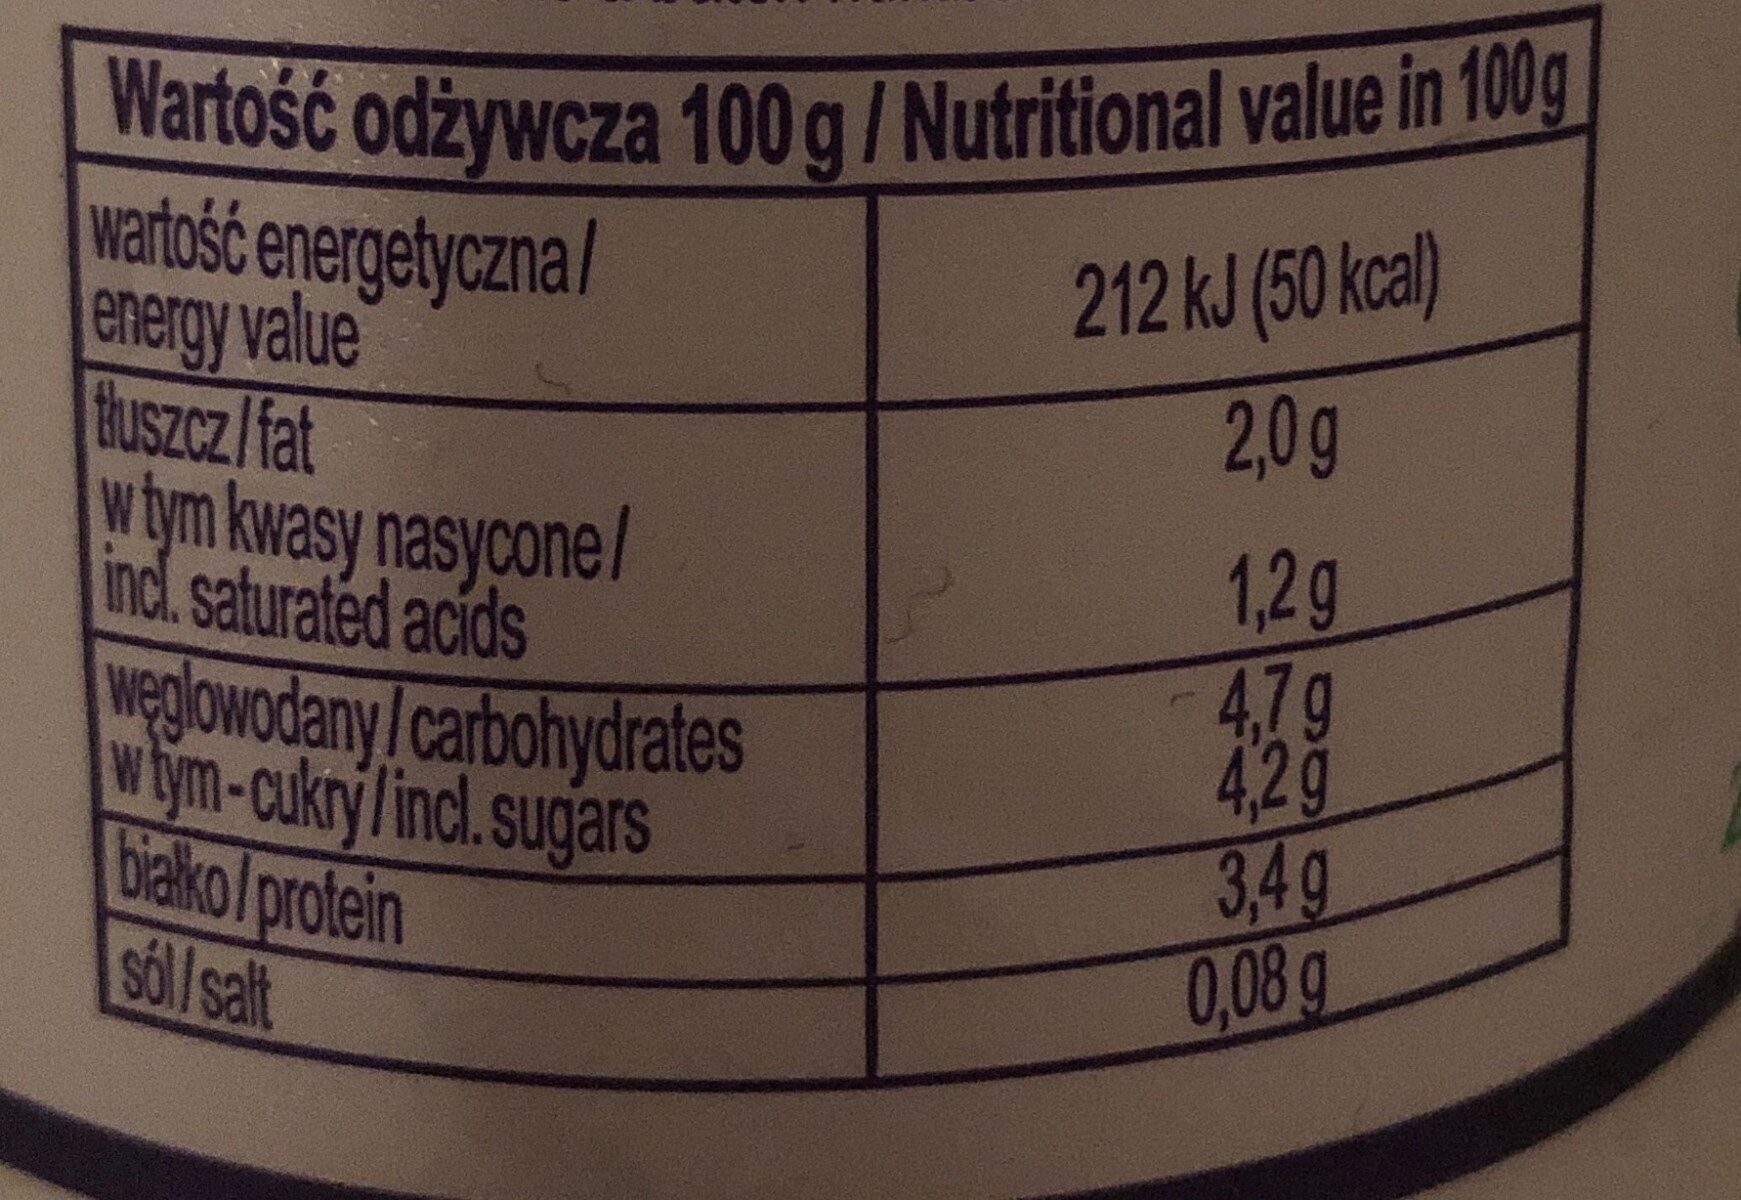 Wartość odżywcza 100 g / Nutritional value in 100 g
wartość energetyczna /
energy value
212 kJ (50 kcal)
tłuszcz / fat
2,0 g
w tym kwasy nasycone /
incl. saturated acids
1,2 g
węglowodany / carbohydrates
4,7 g
w tym - cukry / incl. sugars
4,2 g
białko / protein
3,4 g
sól / salt
0,08 g